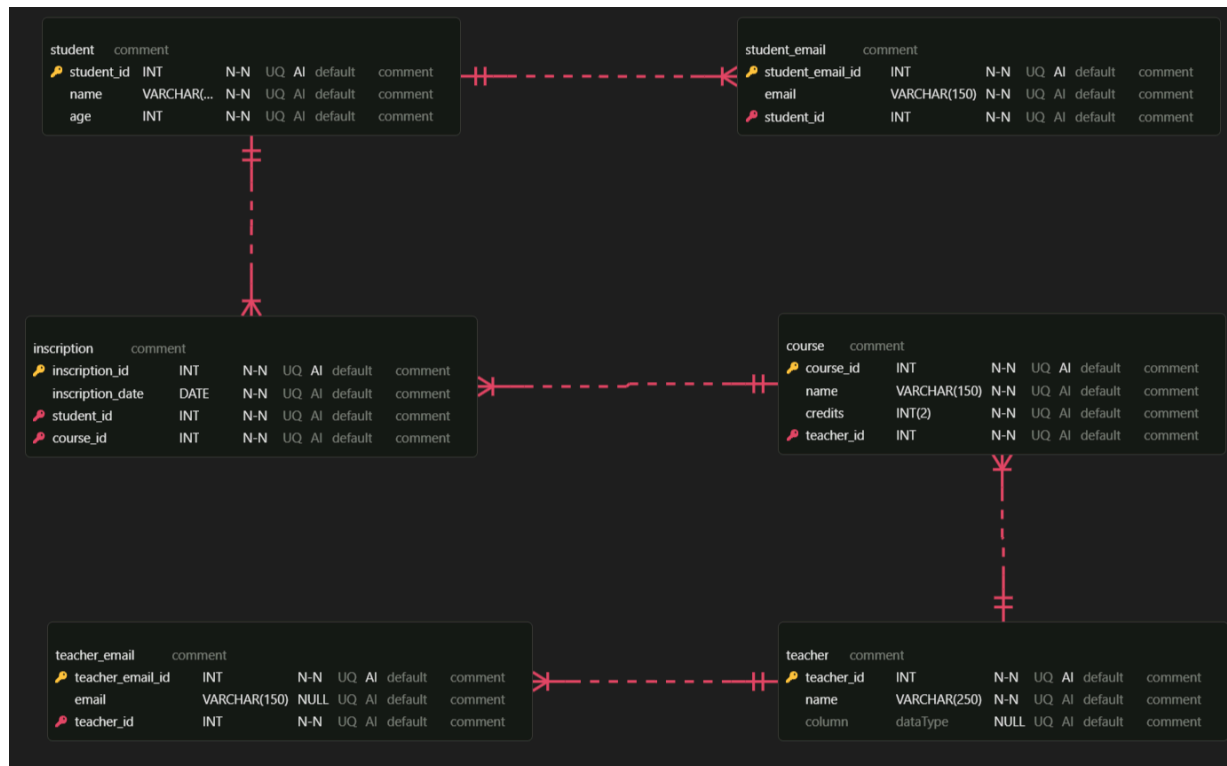 student comment
student_id INT N-N UQ AI default comment
name VARCHAR(... N-N UQ AI default comment
age INT N-N UQ AI default comment
student_email comment
student_email_id INT N-N UQ AI default comment
email VARCHAR(150) N-N UQ AI default comment
student_id INT N-N UQ AI default comment
inscription comment
inscription_id INT N-N UQ AI default comment
inscription_date DATE N-N UQ AI default comment
student_id INT N-N UQ AI default comment
course_id INT N-N UQ AI default comment
course comment
course_id INT N-N UQ AI default comment
name VARCHAR(150) N-N UQ AI default comment
credits INT(2) N-N UQ AI default comment
teacher_id INT N-N UQ AI default comment
teacher_email comment
teacher_email_id INT N-N UQ AI default comment
email VARCHAR(150) NULL UQ AI default comment
teacher_id INT N-N UQ AI default comment
teacher comment
teacher_id INT N-N UQ AI default comment
name VARCHAR(250) N-N UQ AI default comment
column dataType NULL UQ AI default comment